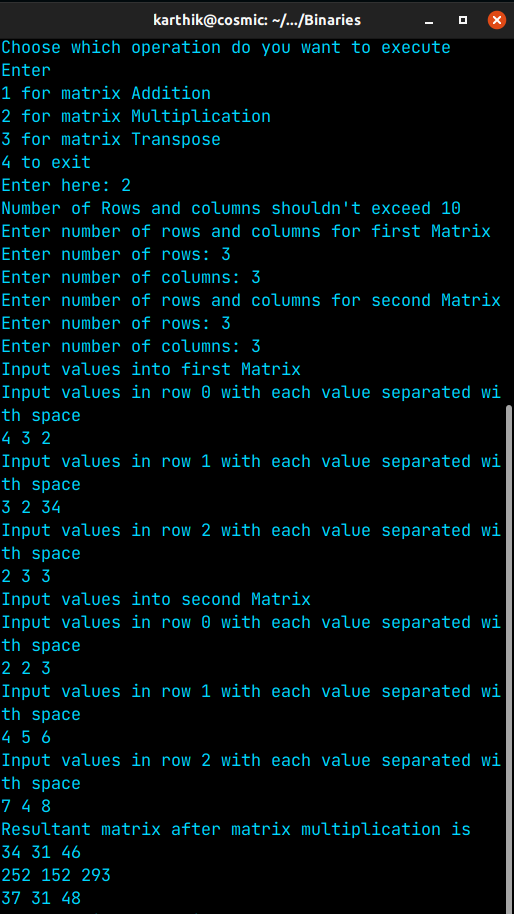 karthik@cosmic: ~/.../Binaries
Choose which operation do you want to execute
Enter
1 for matrix Addition
2 for matrix Multiplication
3 for matrix Transpose
4 to exit
Enter here: 2
Number of Rows and columns shouldn't exceed 10
Enter number of rows and columns for first Matrix
Enter number of rows: 3
Enter number of columns: 3
Enter number of rows and columns for second Matrix
Enter number of rows: 3
Enter number of columns: 3
Input values into first Matrix
Input values in row 0 with each value separated wi
th space
4 3 2
Input values in row 1 with each value separated wi
th space
3 2 34
Input values in row 2 with each value separated wi
th space
2 3 3
Input values into second Matrix
Input values in row 0 with each value separated wi
th space
2 2 3
Input values in row 1 with each value separated wi
th space
4 5 6
Input values in row 2 with each value separated wi
th space
7 4 8
Resultant matrix after matrix multiplication is
34 31 46
252 152 293
37 31 48